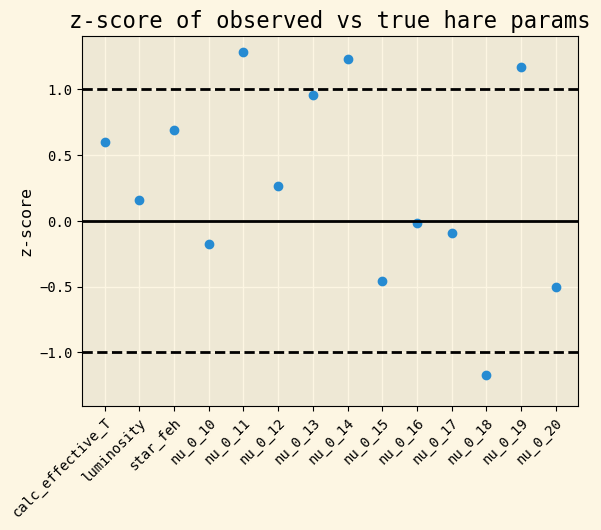 z-score of observed vs true hare params
z-score
1.0
0.5
0.0
−0.5
−1.0
calc_effective_T
luminosity
star_feh
nu_0_10
nu_0_11
nu_0_12
nu_0_13
nu_0_14
nu_0_15
nu_0_16
nu_0_17
nu_0_18
nu_0_19
nu_0_20